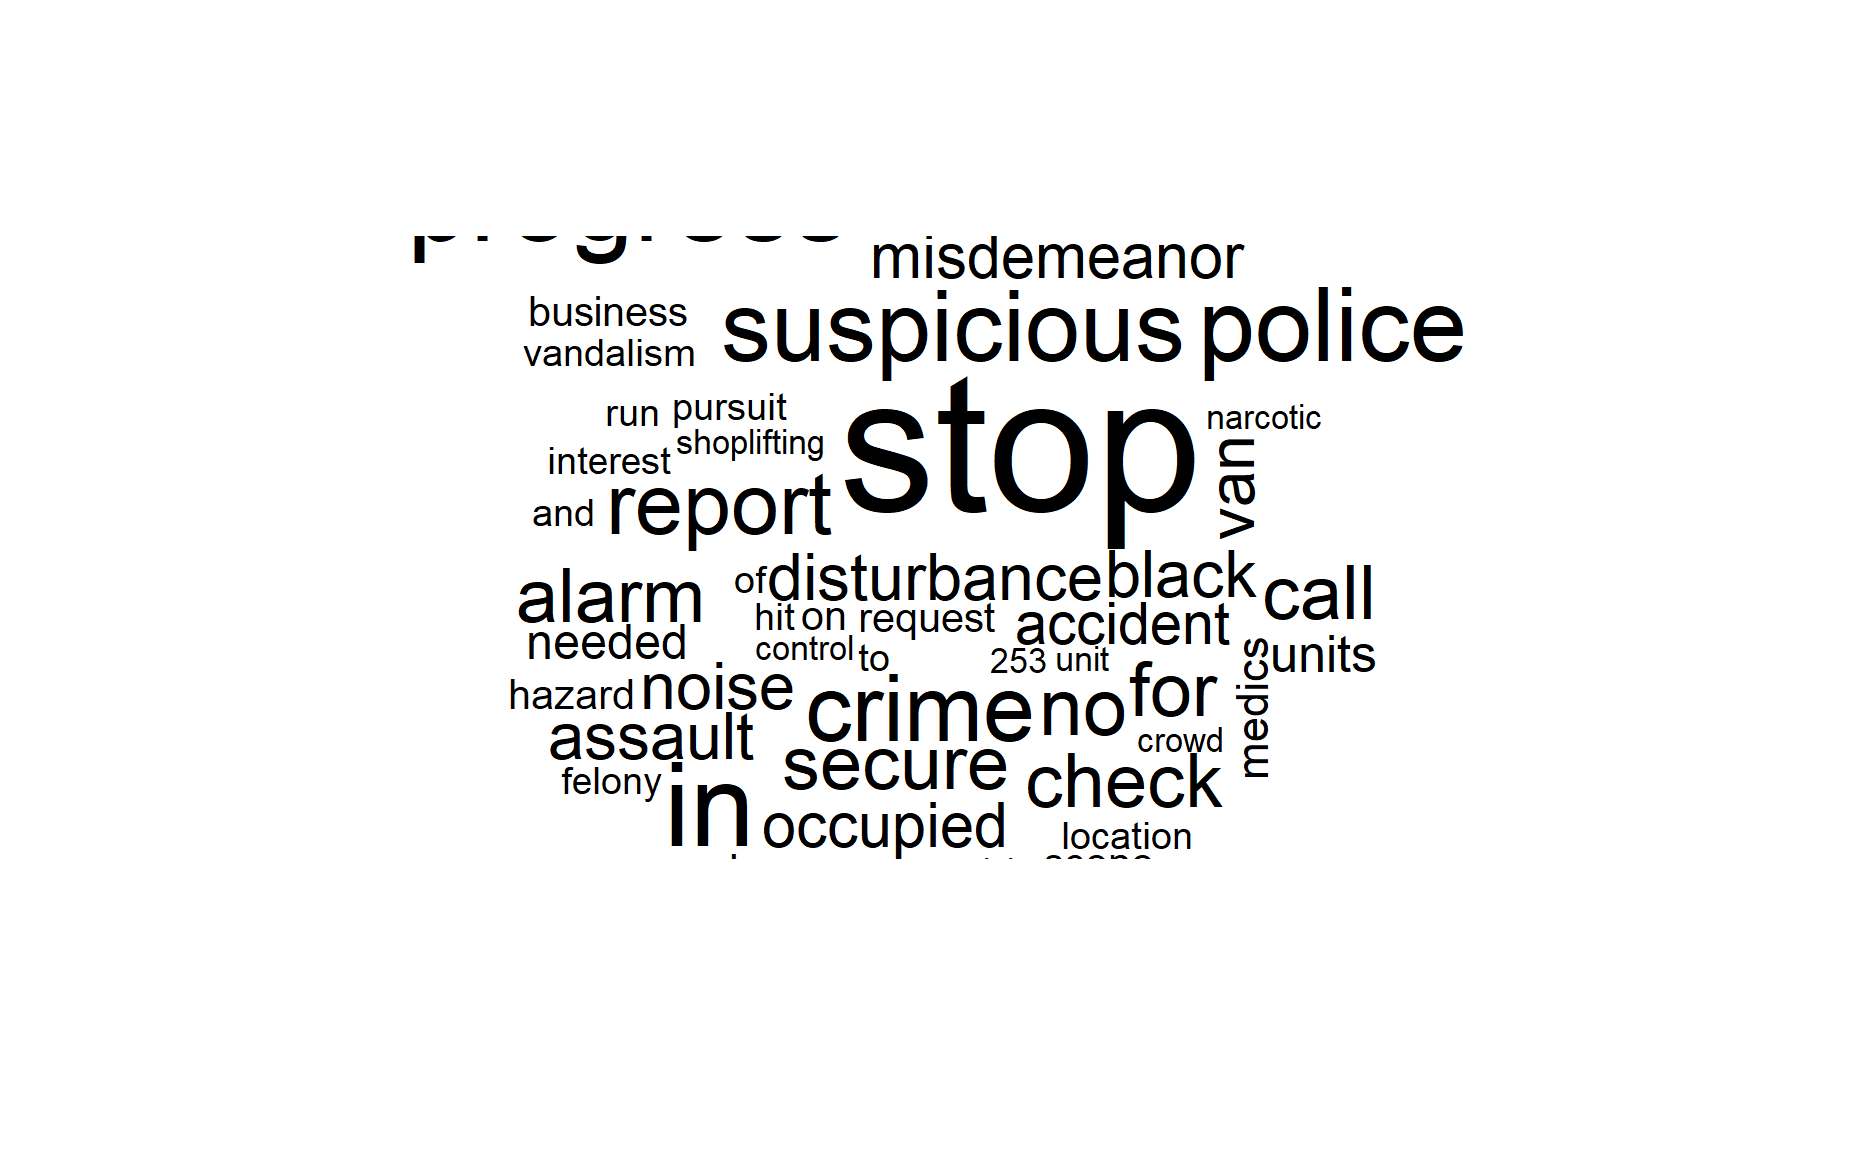 progress
misdemeanor
business
suspicious police
vandalism
run pursuit
stop
narcotic
shoplifting
interest
van
and report
alarm
of disturbance black call
hit on request accident
needed
control to
253 unit
units
medics
hazard noise
crime no for
assault
crowd
secure
check
felony
in
occupied
location
scene